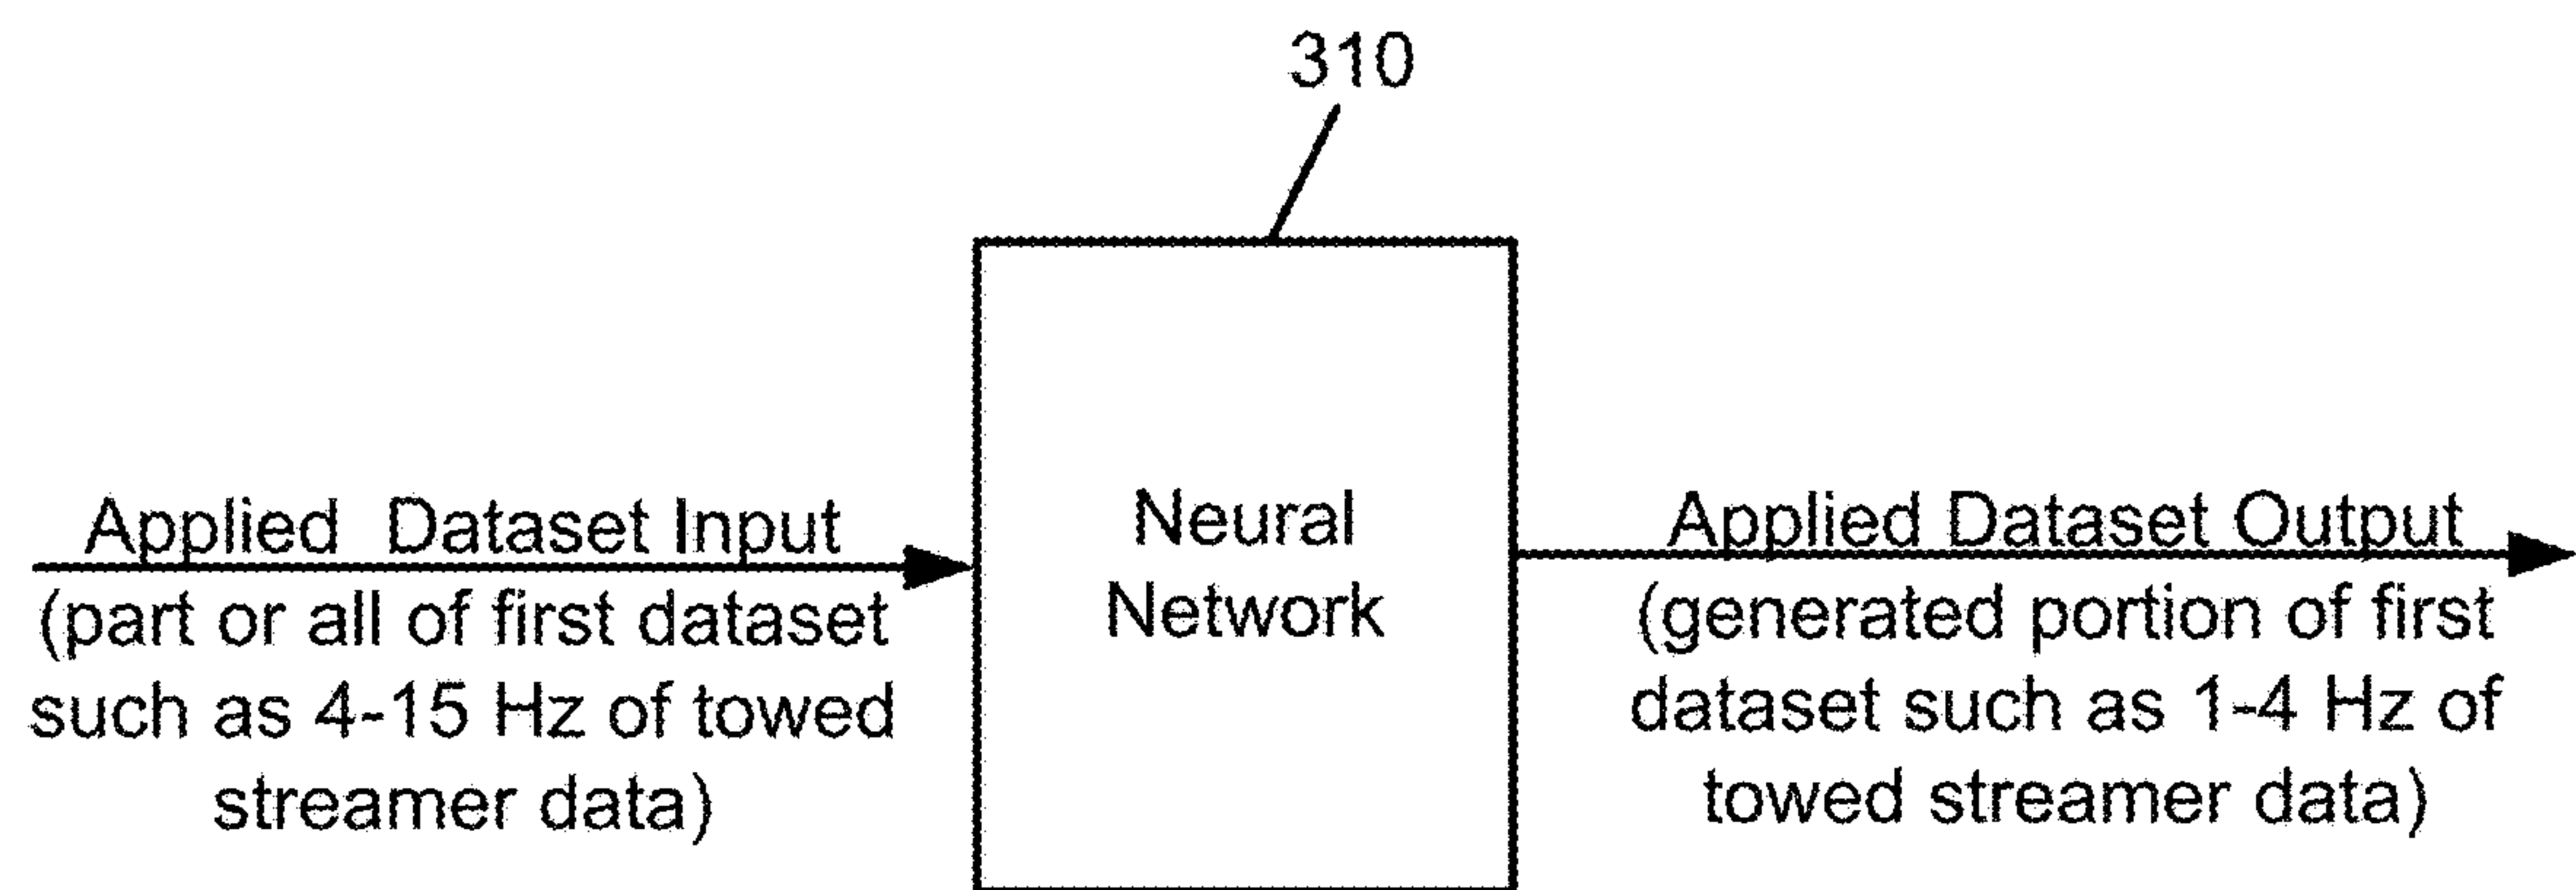 310
Applied Dataset Input
(part or all of first dataset
such as 4-15 Hz of towed
streamer data)
Neural
Network
Applied Dataset Output
(generated portion of first
dataset such as 1-4 Hz of
towed streamer data)